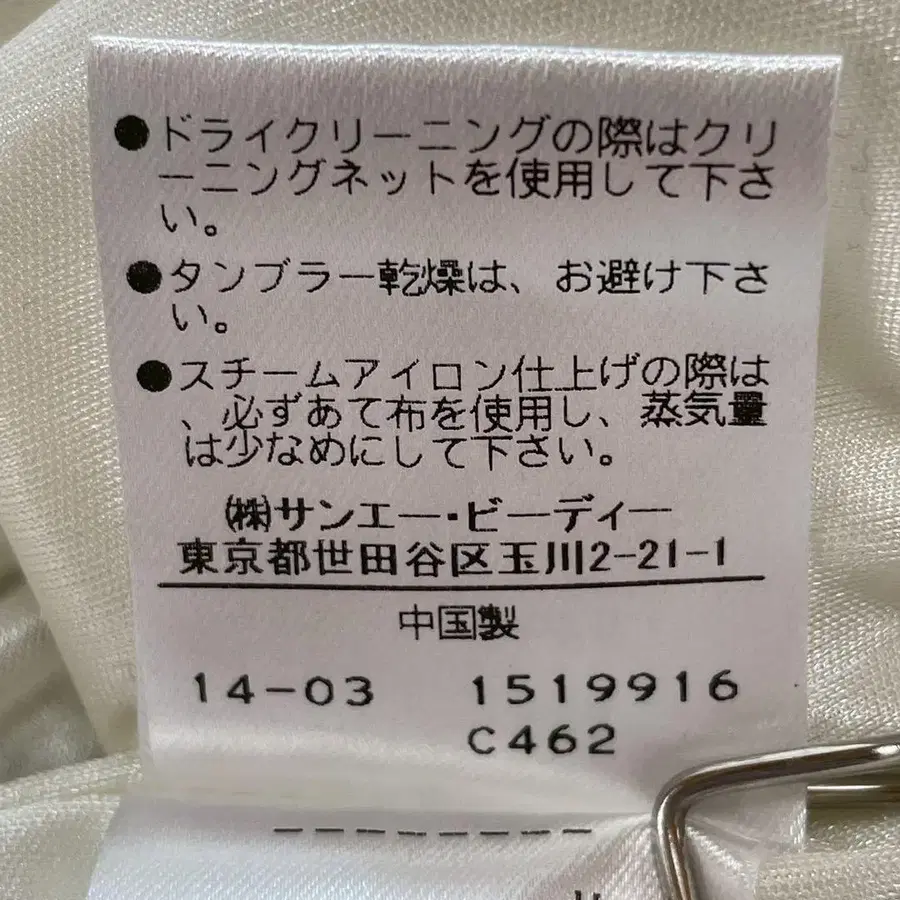 ●ドライクリーニングの際はクリ
ーニングネットを使用して下さ
い。
●タンブラー乾燥は、お避け下さ
い。
●スチームアイロン仕上げの際は
、必ずあて布を使用し、蒸気量
は少なめにして下さい。
㈱サンエー・ビーディー
東京都世田谷区玉川2-21-1
中国製
14-03 1519916
C462